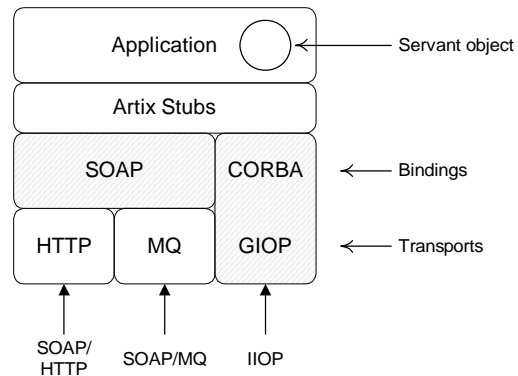 Application
Servant object
Artix Stubs
SOAP
CORBA
Bindings
HTTP
MQ
GIOP
Transports
SOAP/
HTTP
SOAP/MQ
IIOP